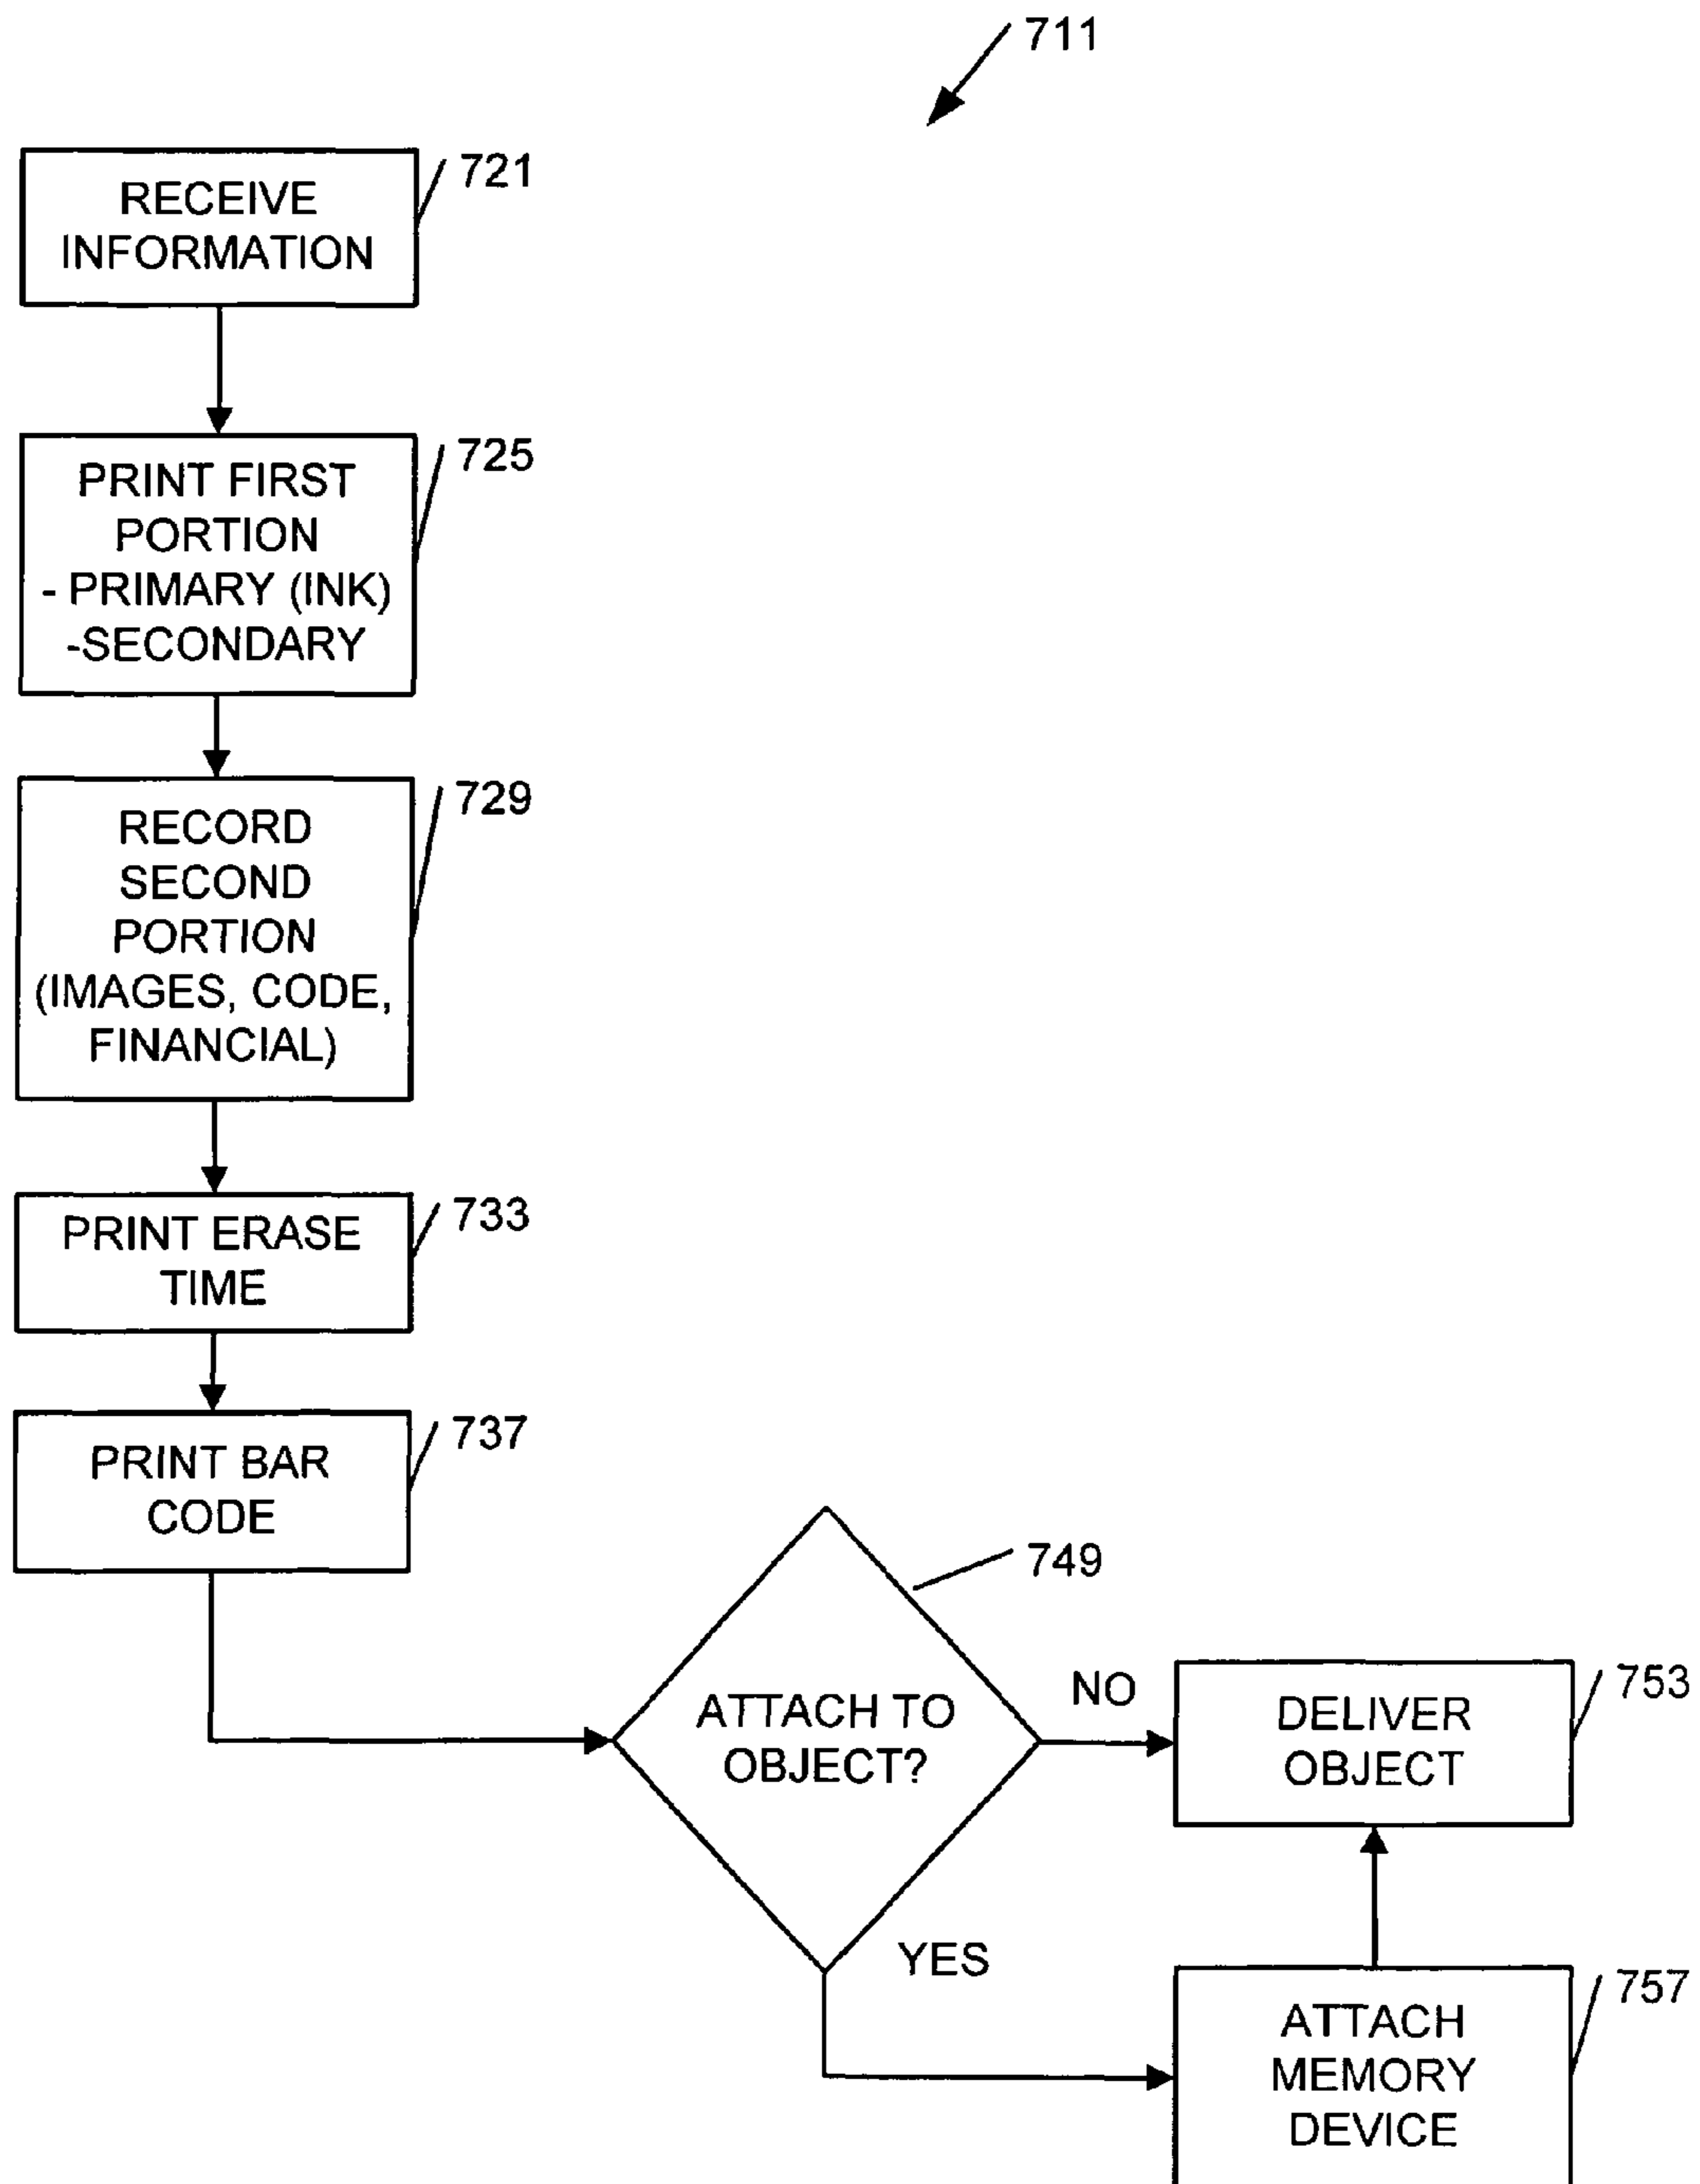 711
RECEIVE
INFORMATION
721
PRINT FIRST
PORTION
- PRIMARY (INK)
-SECONDARY
725
RECORD
SECOND
PORTION
(IMAGES, CODE,
FINANCIAL)
729
PRINT ERASE
TIME
733
PRINT BAR
CODE
737
ATTACH TO
OBJECT?
749
NO
YES
DELIVER
OBJECT
753
ATTACH
MEMORY
DEVICE
757